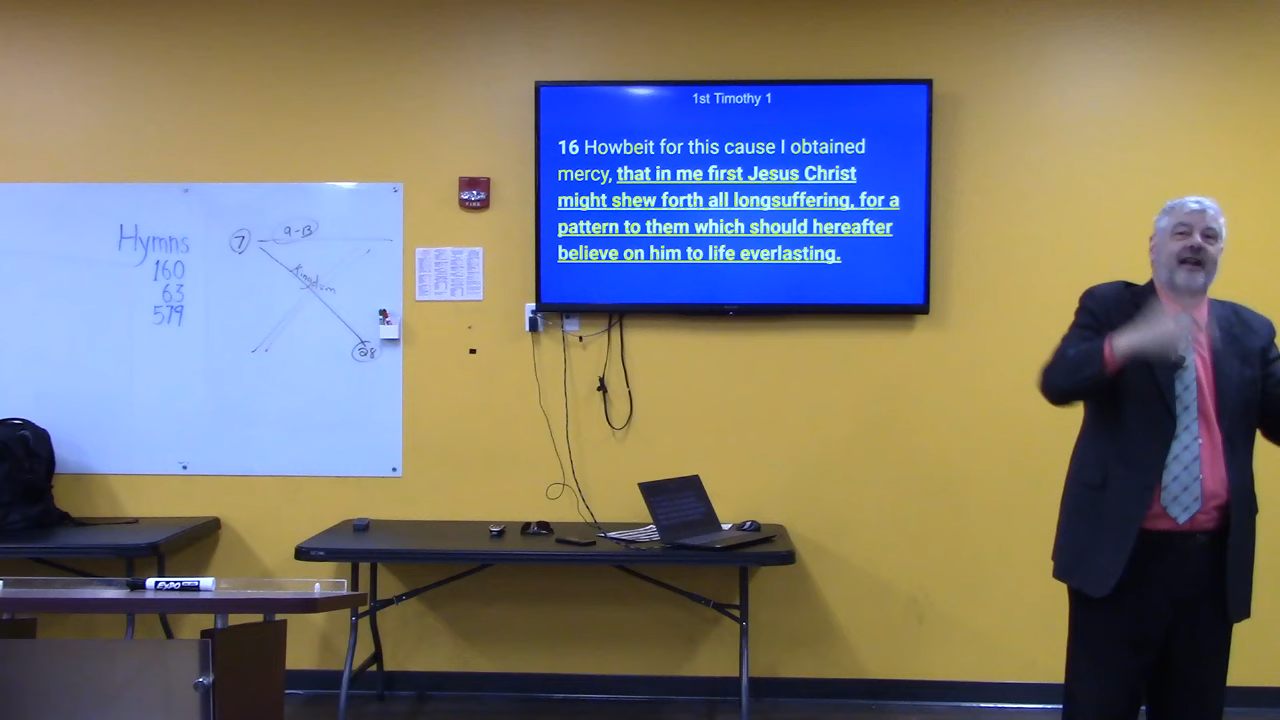 1st Timothy 1
16 Howbeit for this cause I obtained
mercy, that in me first Jesus Christ
might shew forth all longsuffering, for a
pattern to them which should hereafter
believe on him to life everlasting.
Hymns
160
63
579
7
9-13
Kingdom
28
FIRE
EXPO